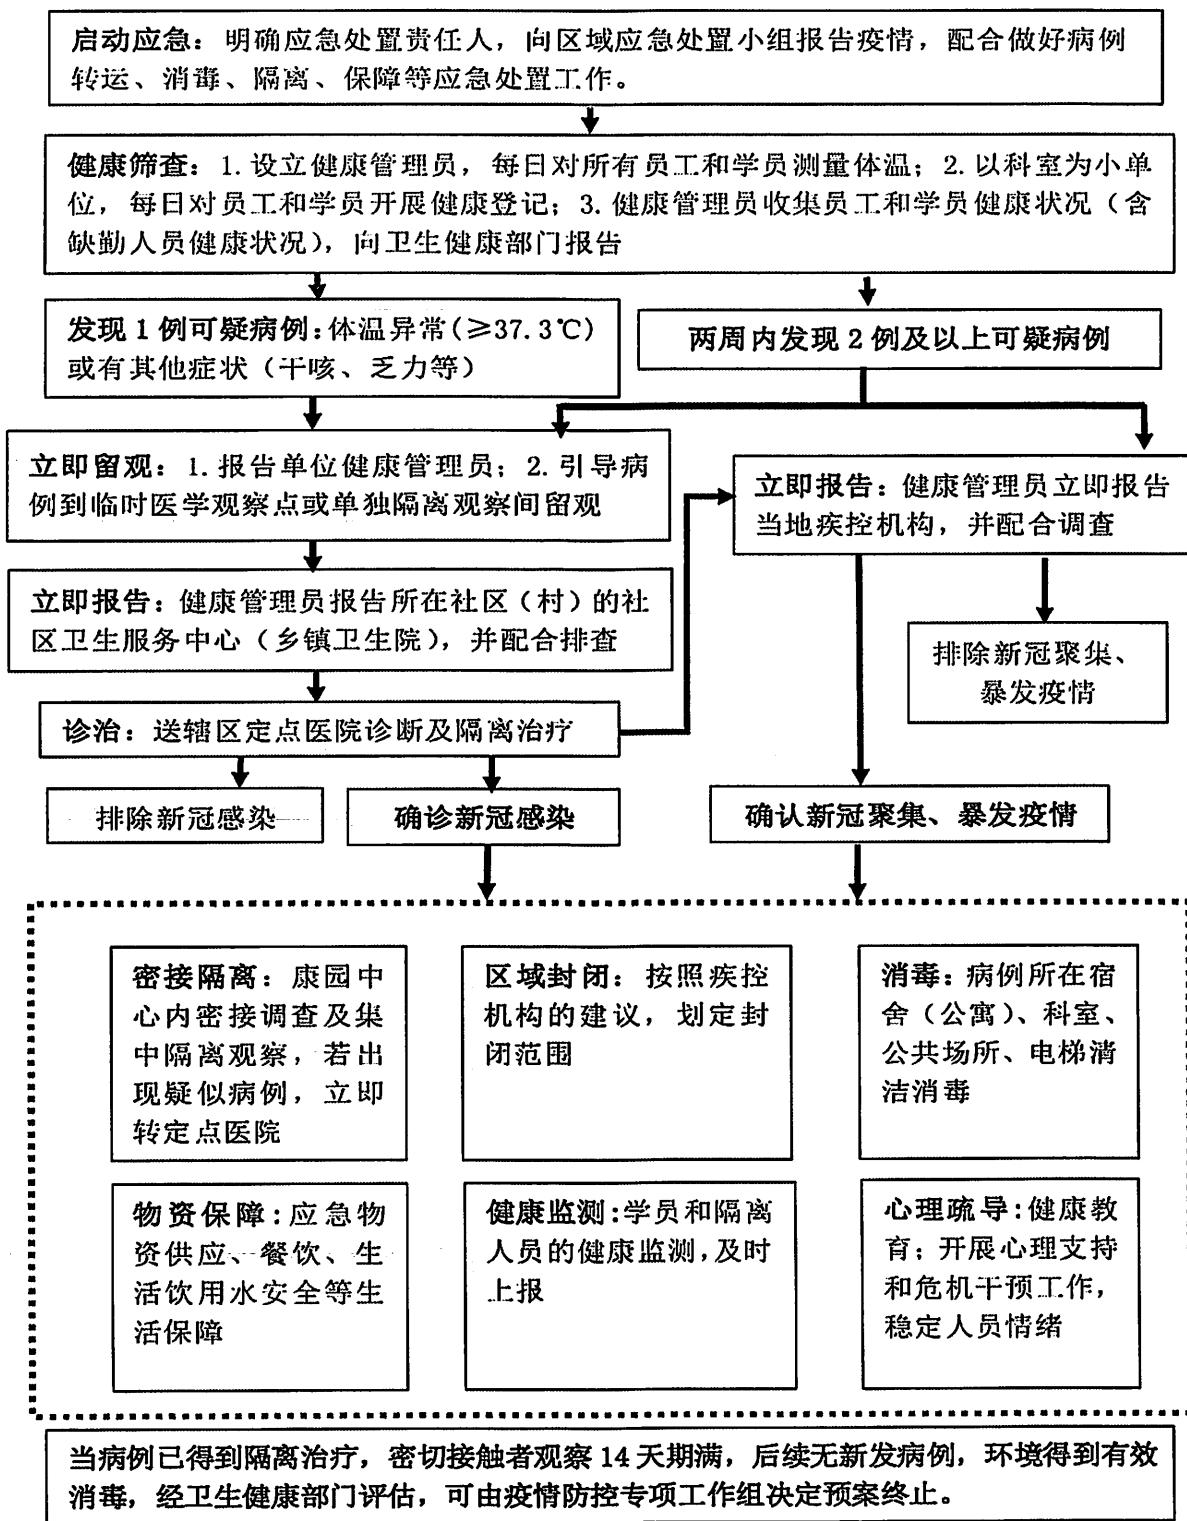 启动应急：明确应急处置责任人，向区域应急处置小组报告疫情，配合做好病例
转运、消毒、隔离、保障等应急处置工作。
健康筛查：1. 设立健康管理员，每日对所有员工和学员测量体温；2. 以科室为小单
位，每日对员工和学员开展健康登记；3. 健康管理员收集员工和学员健康状况（含
缺勤人员健康状况），向卫生健康部门报告
发现 1 例可疑病例：体温异常(≥37.3℃)
或有其他症状（干咳、乏力等）
两周内发现 2 例及以上可疑病例
立即留观：1. 报告单位健康管理员；2. 引导病
例到临时医学观察点或单独隔离观察间留观
立即报告：健康管理员立即报告
当地疾控机构，并配合调查
立即报告：健康管理员报告所在社区（村）的社
区卫生服务中心（乡镇卫生院），并配合排查
排除新冠聚集、
暴发疫情
诊治：送辖区定点医院诊断及隔离治疗
排除新冠感染
确诊新冠感染
确认新冠聚集、暴发疫情
密接隔离：康园中
心内密接调查及集
中隔离观察，若出
现疑似病例，立即
转定点医院
区域封闭：按照疾控
机构的建议，划定封
闭范围
消毒：病例所在宿
舍（公寓）、科室、
公共场所、电梯清
洁消毒
物资保障：应急物
资供应、餐饮、生
活饮用水安全等生
活保障
健康监测：学员和隔离
人员的健康监测，及时
上报
心理疏导：健康教
育；开展心理支持
和危机干预工作，
稳定人员情绪
当病例已得到隔离治疗，密切接触者观察 14 天期满，后续无新发病例，环境得到有效
消毒，经卫生健康部门评估，可由疫情防控专项工作组决定预案终止。